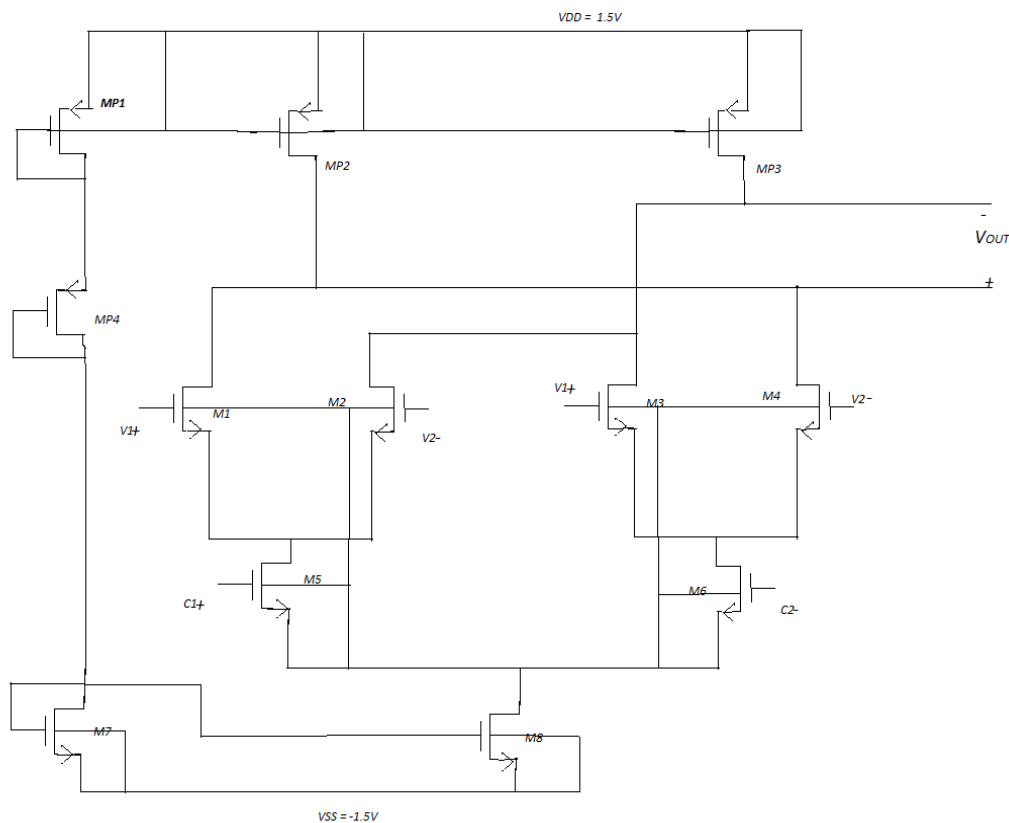 VDD = 1.5V
MP1
MP2
MP3
-
VOUT
+
MP4
V1+
M1
M2
V2-
V1+
M3
M4
V2-
C1+
M5
M6
C2-
M7
M8
VSS = -1.5V